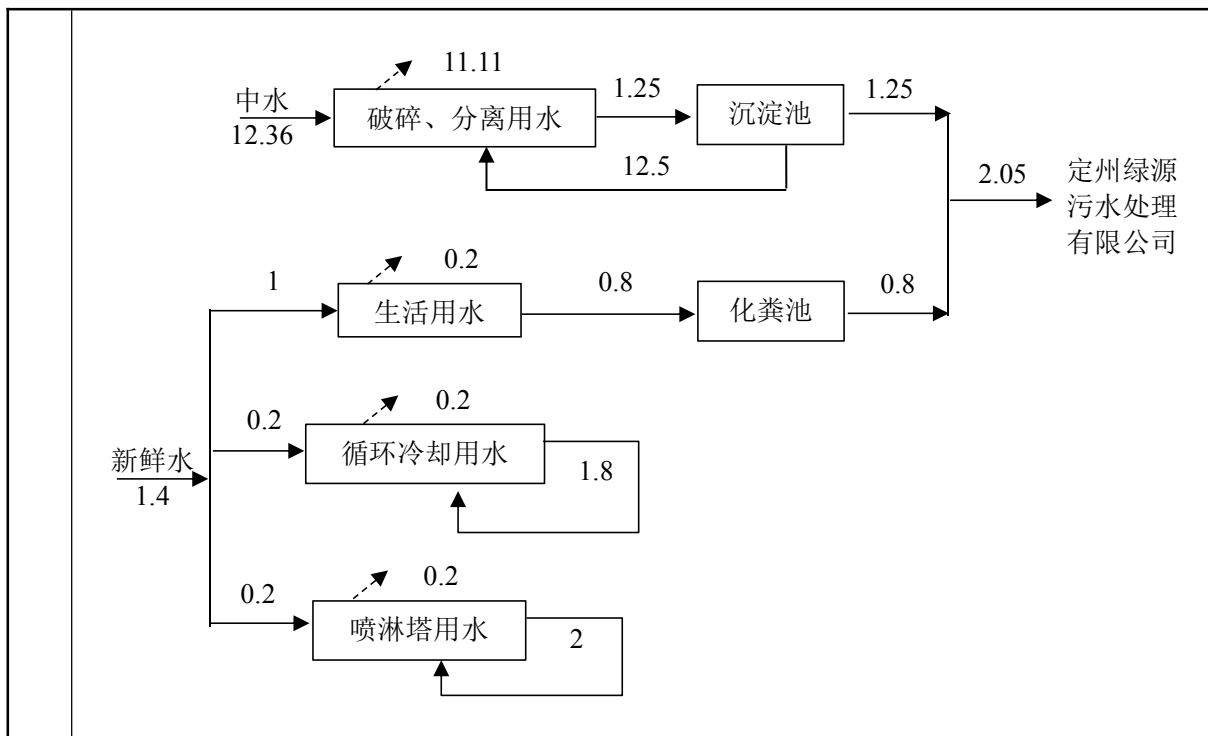 11.11
中水
12.36
破碎、分离用水
1.25
沉淀池
1.25
12.5
2.05
定州绿源
污水处理
有限公司
0.2
1
生活用水
0.8
化粪池
0.8
0.2
0.2
循环冷却用水
1.8
新鲜水
1.4
0.2
0.2
喷淋塔用水
2